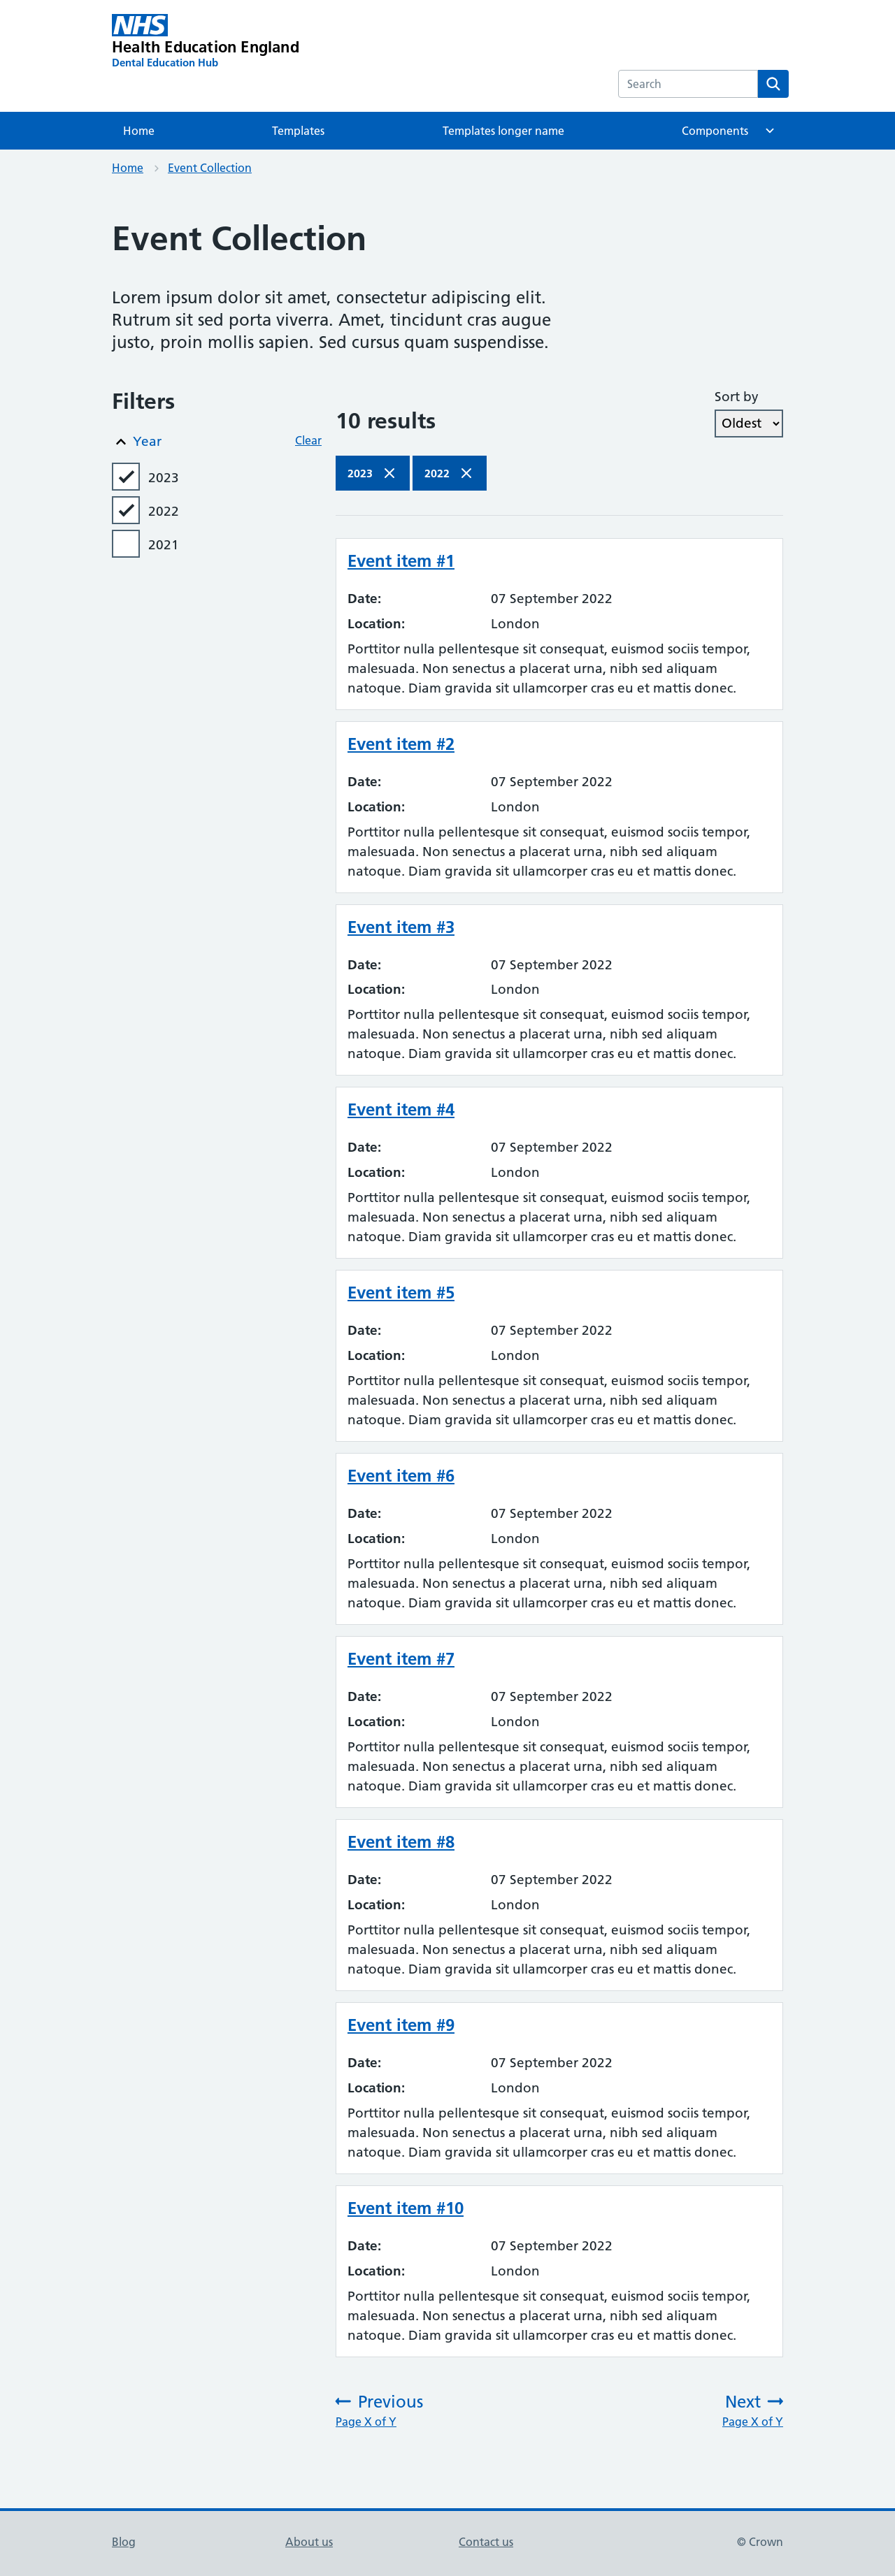 NHS
Health Education England
Dental Education Hub
Search
Home
Templates
Templates longer name
Components
Home
Event Collection
Event Collection
Lorem ipsum dolor sit amet, consectetur adipiscing elit.
Rutrum sit sed porta viverra. Amet, tincidunt cras augue
justo, proin mollis sapien. Sed cursus quam suspendisse.
Filters
Year
Clear
2023
2022
2021
10 results
Sort by
Oldest
2023
2022
Event item #1
Date: 07 September 2022
Location: London
Porttitor nulla pellentesque sit consequat, euismod sociis tempor,
malesuada. Non senectus a placerat urna, nibh sed aliquam
natoque. Diam gravida sit ullamcorper cras eu et mattis donec.
Event item #2
Date: 07 September 2022
Location: London
Porttitor nulla pellentesque sit consequat, euismod sociis tempor,
malesuada. Non senectus a placerat urna, nibh sed aliquam
natoque. Diam gravida sit ullamcorper cras eu et mattis donec.
Event item #3
Date: 07 September 2022
Location: London
Porttitor nulla pellentesque sit consequat, euismod sociis tempor,
malesuada. Non senectus a placerat urna, nibh sed aliquam
natoque. Diam gravida sit ullamcorper cras eu et mattis donec.
Event item #4
Date: 07 September 2022
Location: London
Porttitor nulla pellentesque sit consequat, euismod sociis tempor,
malesuada. Non senectus a placerat urna, nibh sed aliquam
natoque. Diam gravida sit ullamcorper cras eu et mattis donec.
Event item #5
Date: 07 September 2022
Location: London
Porttitor nulla pellentesque sit consequat, euismod sociis tempor,
malesuada. Non senectus a placerat urna, nibh sed aliquam
natoque. Diam gravida sit ullamcorper cras eu et mattis donec.
Event item #6
Date: 07 September 2022
Location: London
Porttitor nulla pellentesque sit consequat, euismod sociis tempor,
malesuada. Non senectus a placerat urna, nibh sed aliquam
natoque. Diam gravida sit ullamcorper cras eu et mattis donec.
Event item #7
Date: 07 September 2022
Location: London
Porttitor nulla pellentesque sit consequat, euismod sociis tempor,
malesuada. Non senectus a placerat urna, nibh sed aliquam
natoque. Diam gravida sit ullamcorper cras eu et mattis donec.
Event item #8
Date: 07 September 2022
Location: London
Porttitor nulla pellentesque sit consequat, euismod sociis tempor,
malesuada. Non senectus a placerat urna, nibh sed aliquam
natoque. Diam gravida sit ullamcorper cras eu et mattis donec.
Event item #9
Date: 07 September 2022
Location: London
Porttitor nulla pellentesque sit consequat, euismod sociis tempor,
malesuada. Non senectus a placerat urna, nibh sed aliquam
natoque. Diam gravida sit ullamcorper cras eu et mattis donec.
Event item #10
Date: 07 September 2022
Location: London
Porttitor nulla pellentesque sit consequat, euismod sociis tempor,
malesuada. Non senectus a placerat urna, nibh sed aliquam
natoque. Diam gravida sit ullamcorper cras eu et mattis donec.
Previous
Page X of Y
Next
Page X of Y
Blog
About us
Contact us
© Crown